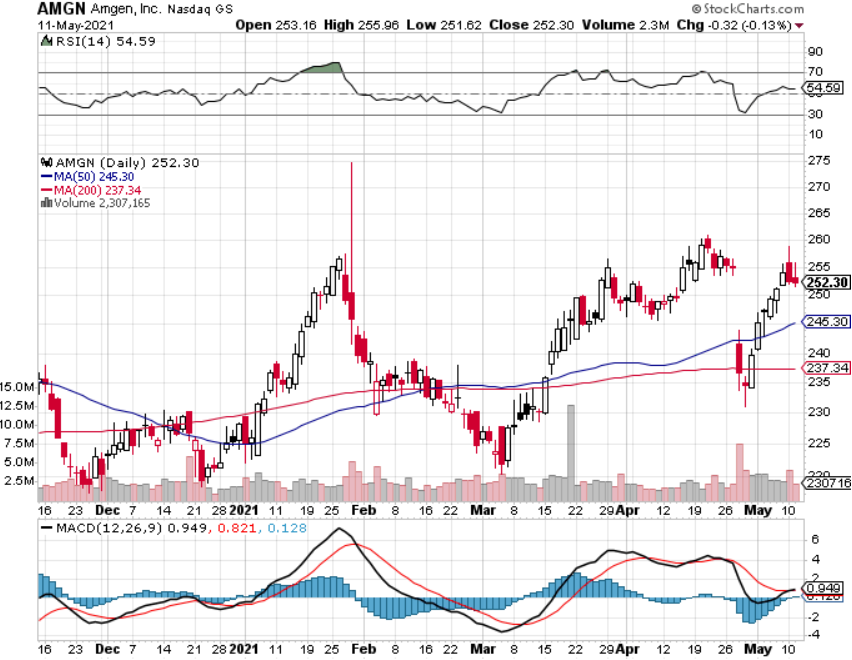 AMGN Amgen, Inc. Nasdaq GS © StockCharts.com
11-May-2021 Open 253.16 High 255.96 Low 251.62 Close 252.30 Volume 2.3M Chg -0.32 (-0.13%)
RSI(14) 54.59
90
70
54.59
30
10
AMGN (Daily) 252.30
MA(50) 245.30
MA(200) 237.34
Volume 2,307,165
275
270
265
260
255
252.30
250
245.30
240
237.34
235
230
225
220
230716
15.0M
12.5M
10.0M
7.5M
5.0M
2.5M
16 23 Dec 7 14 21 28 2021 11 19 25 Feb 8 16 22 Mar 8 15 22 29 Apr 12 19 26 May 10
MACD(12,26,9) 0.949, 0.821, 0.128
6
4
2
0.949
0.128
-2
-4
16 23 Dec 7 14 21 28 2021 11 19 25 Feb 8 16 22 Mar 8 15 22 29 Apr 12 19 26 May 10